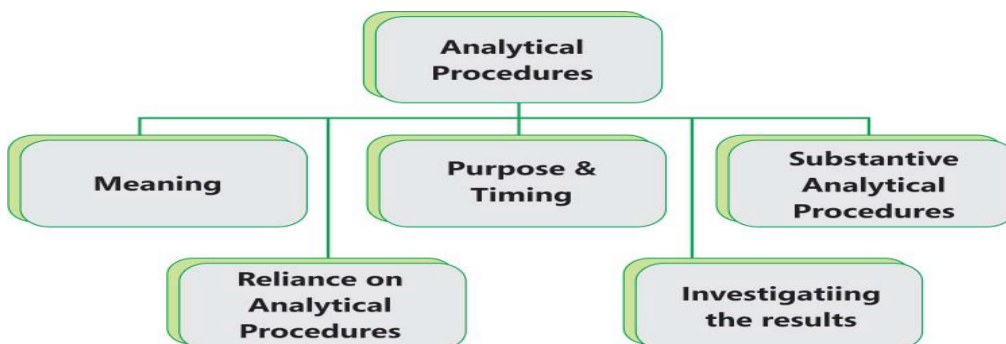 Analytical
Procedures
Meaning
Purpose &
Timing
Substantive
Analytical
Procedures
Reliance on
Analytical
Procedures
Investigatiing
the results